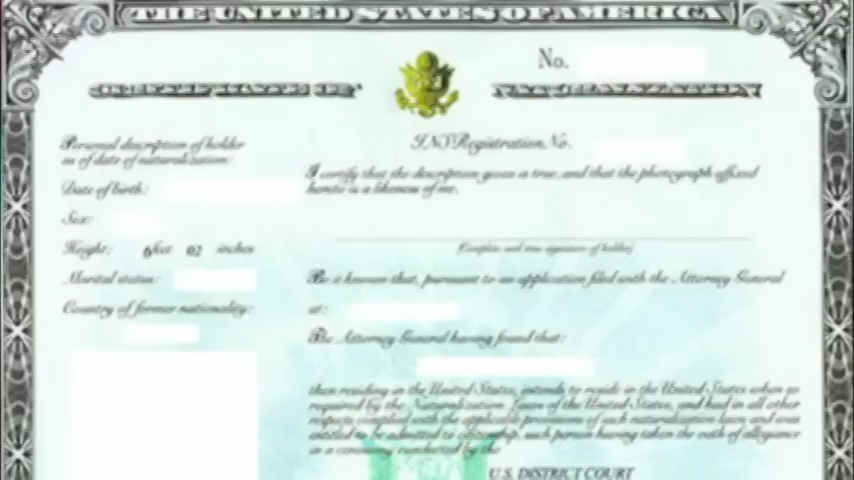 THE UNITED STATES OF AMERICA
No.
CERTIFICATE OF NATURALIZATION
Personal description of holder
as of date of naturalization:
Date of birth:
Sex:
Height: 6 feet 02 inches
Marital status:
Country of former nationality:
INS Registration No.
I certify that the description given is true, and that the photograph affixed
hereto is a likeness of me.
(Complete and true signature of holder)
Be it known that, pursuant to an application filed with the Attorney General
at:
The Attorney General having found that:
then residing in the United States, intends to reside in the United States when so
required by the Naturalization Laws of the United States, and had in all other
respects complied with the applicable provisions of such naturalization laws and was
entitled to be admitted to citizenship, such person having taken the oath of allegiance
in a ceremony conducted by the
U.S. DISTRICT COURT